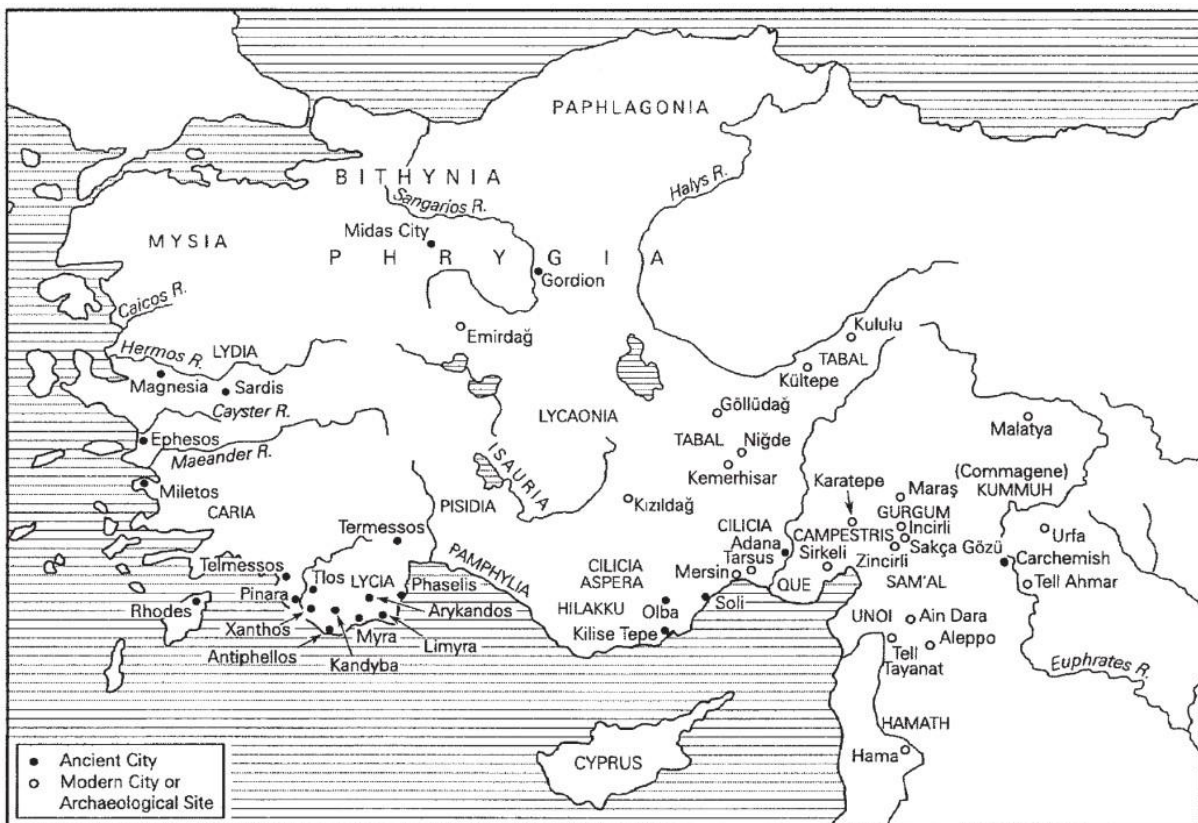 PAPHLAGONIA
BITHYNIA
Sangarios R.
Halys R.
MYSIA
Midas City
PHRYGIA
Gordion
Caicos R.
Emirdağ
Kululu
Hermos R.
LYDIA
TABAL
Kültepe
Magnesia
Sardis
Cayster R.
LYCAONIA
Göllüdağ
Malatya
Ephesos
TABAL
Niğde
Maeander R.
ISAURIA
Kemerhisar
(Commagene)
KUMMUH
Karatepe
Maraş
Miletos
PISIDIA
Kızıldağ
GURGUM
CARIA
Incirli
Termessos
CILICIA
CAMPESTRIS
Urfa
Adana
Sirkeli
Sakça Gözü
Telmessos
PAMPHYLIA
Tarsus
Zincirli
Carchemish
CILICIA
ASPERA
Mersin
QUE
SAM'AL
Tell Ahmar
Tlos
LYCIA
Phaselis
Pinara
HILAKKU
Soli
Rhodes
Arykandos
Olba
UNQI
Ain Dara
Xanthos
Limyra
Kilise Tepe
Aleppo
Antiphellos
Myra
Tell
Tayanat
Kandyba
Euphrates R.
HAMATH
Hama
CYPRUS
Ancient City
Modern City or
Archaeological Site